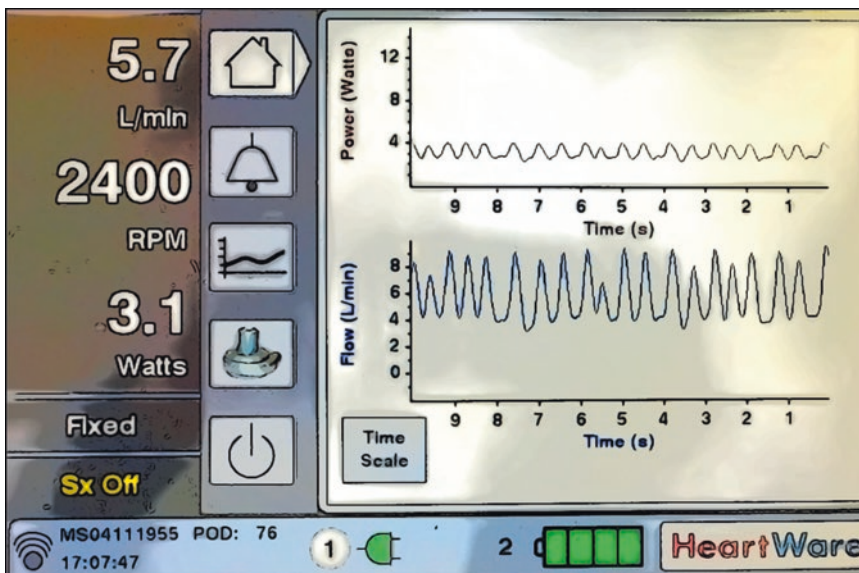 5.7
L/min
2400
RPM
3.1
Watts
Fixed
Sx Off
Power (Watts)
12
8
4
9 8 7 6 5 4 3 2 1
Time (s)
Flow (L/min)
8
6
4
2
0
9 8 7 6 5 4 3 2 1
Time (s)
Time
Scale
MS04111955 POD: 76
17:07:47
1
2
HeartWare